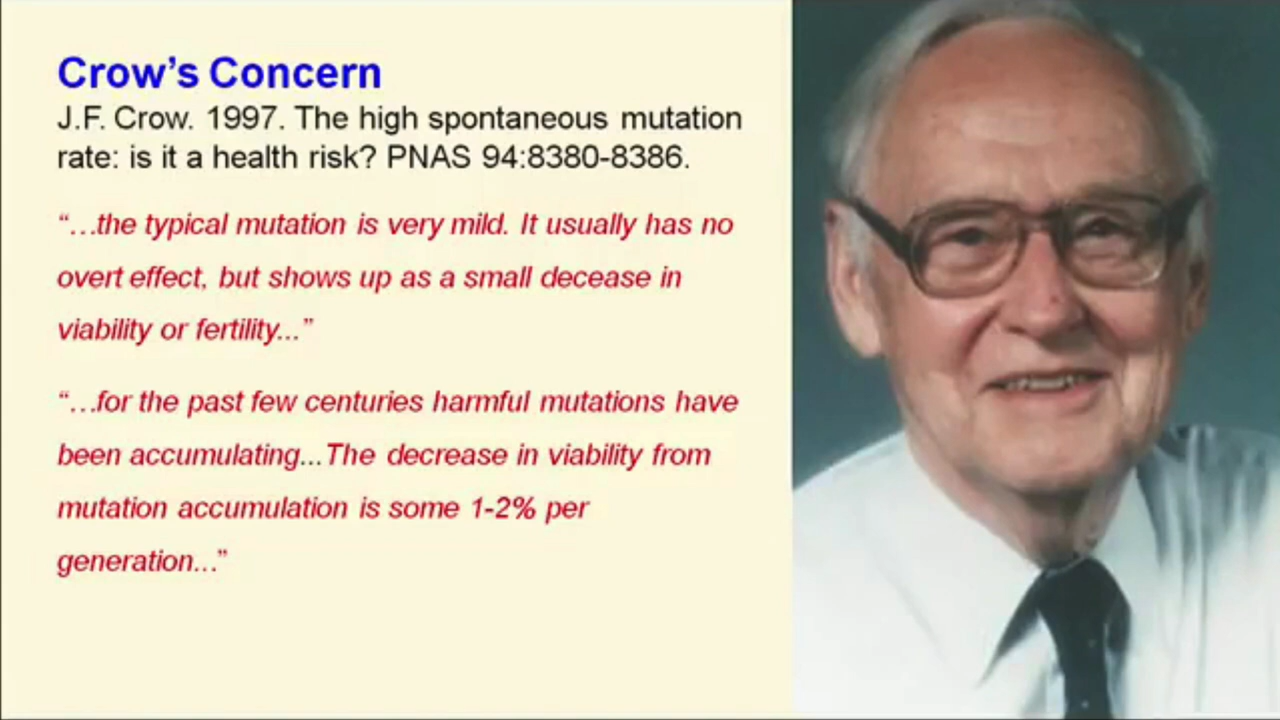 Crow's Concern
J.F. Crow. 1997. The high spontaneous mutation
rate: is it a health risk? PNAS 94:8380-8386.
“…the typical mutation is very mild. It usually has no
overt effect, but shows up as a small decease in
viability or fertility...”
“…for the past few centuries harmful mutations have
been accumulating...The decrease in viability from
mutation accumulation is some 1-2% per
generation...”